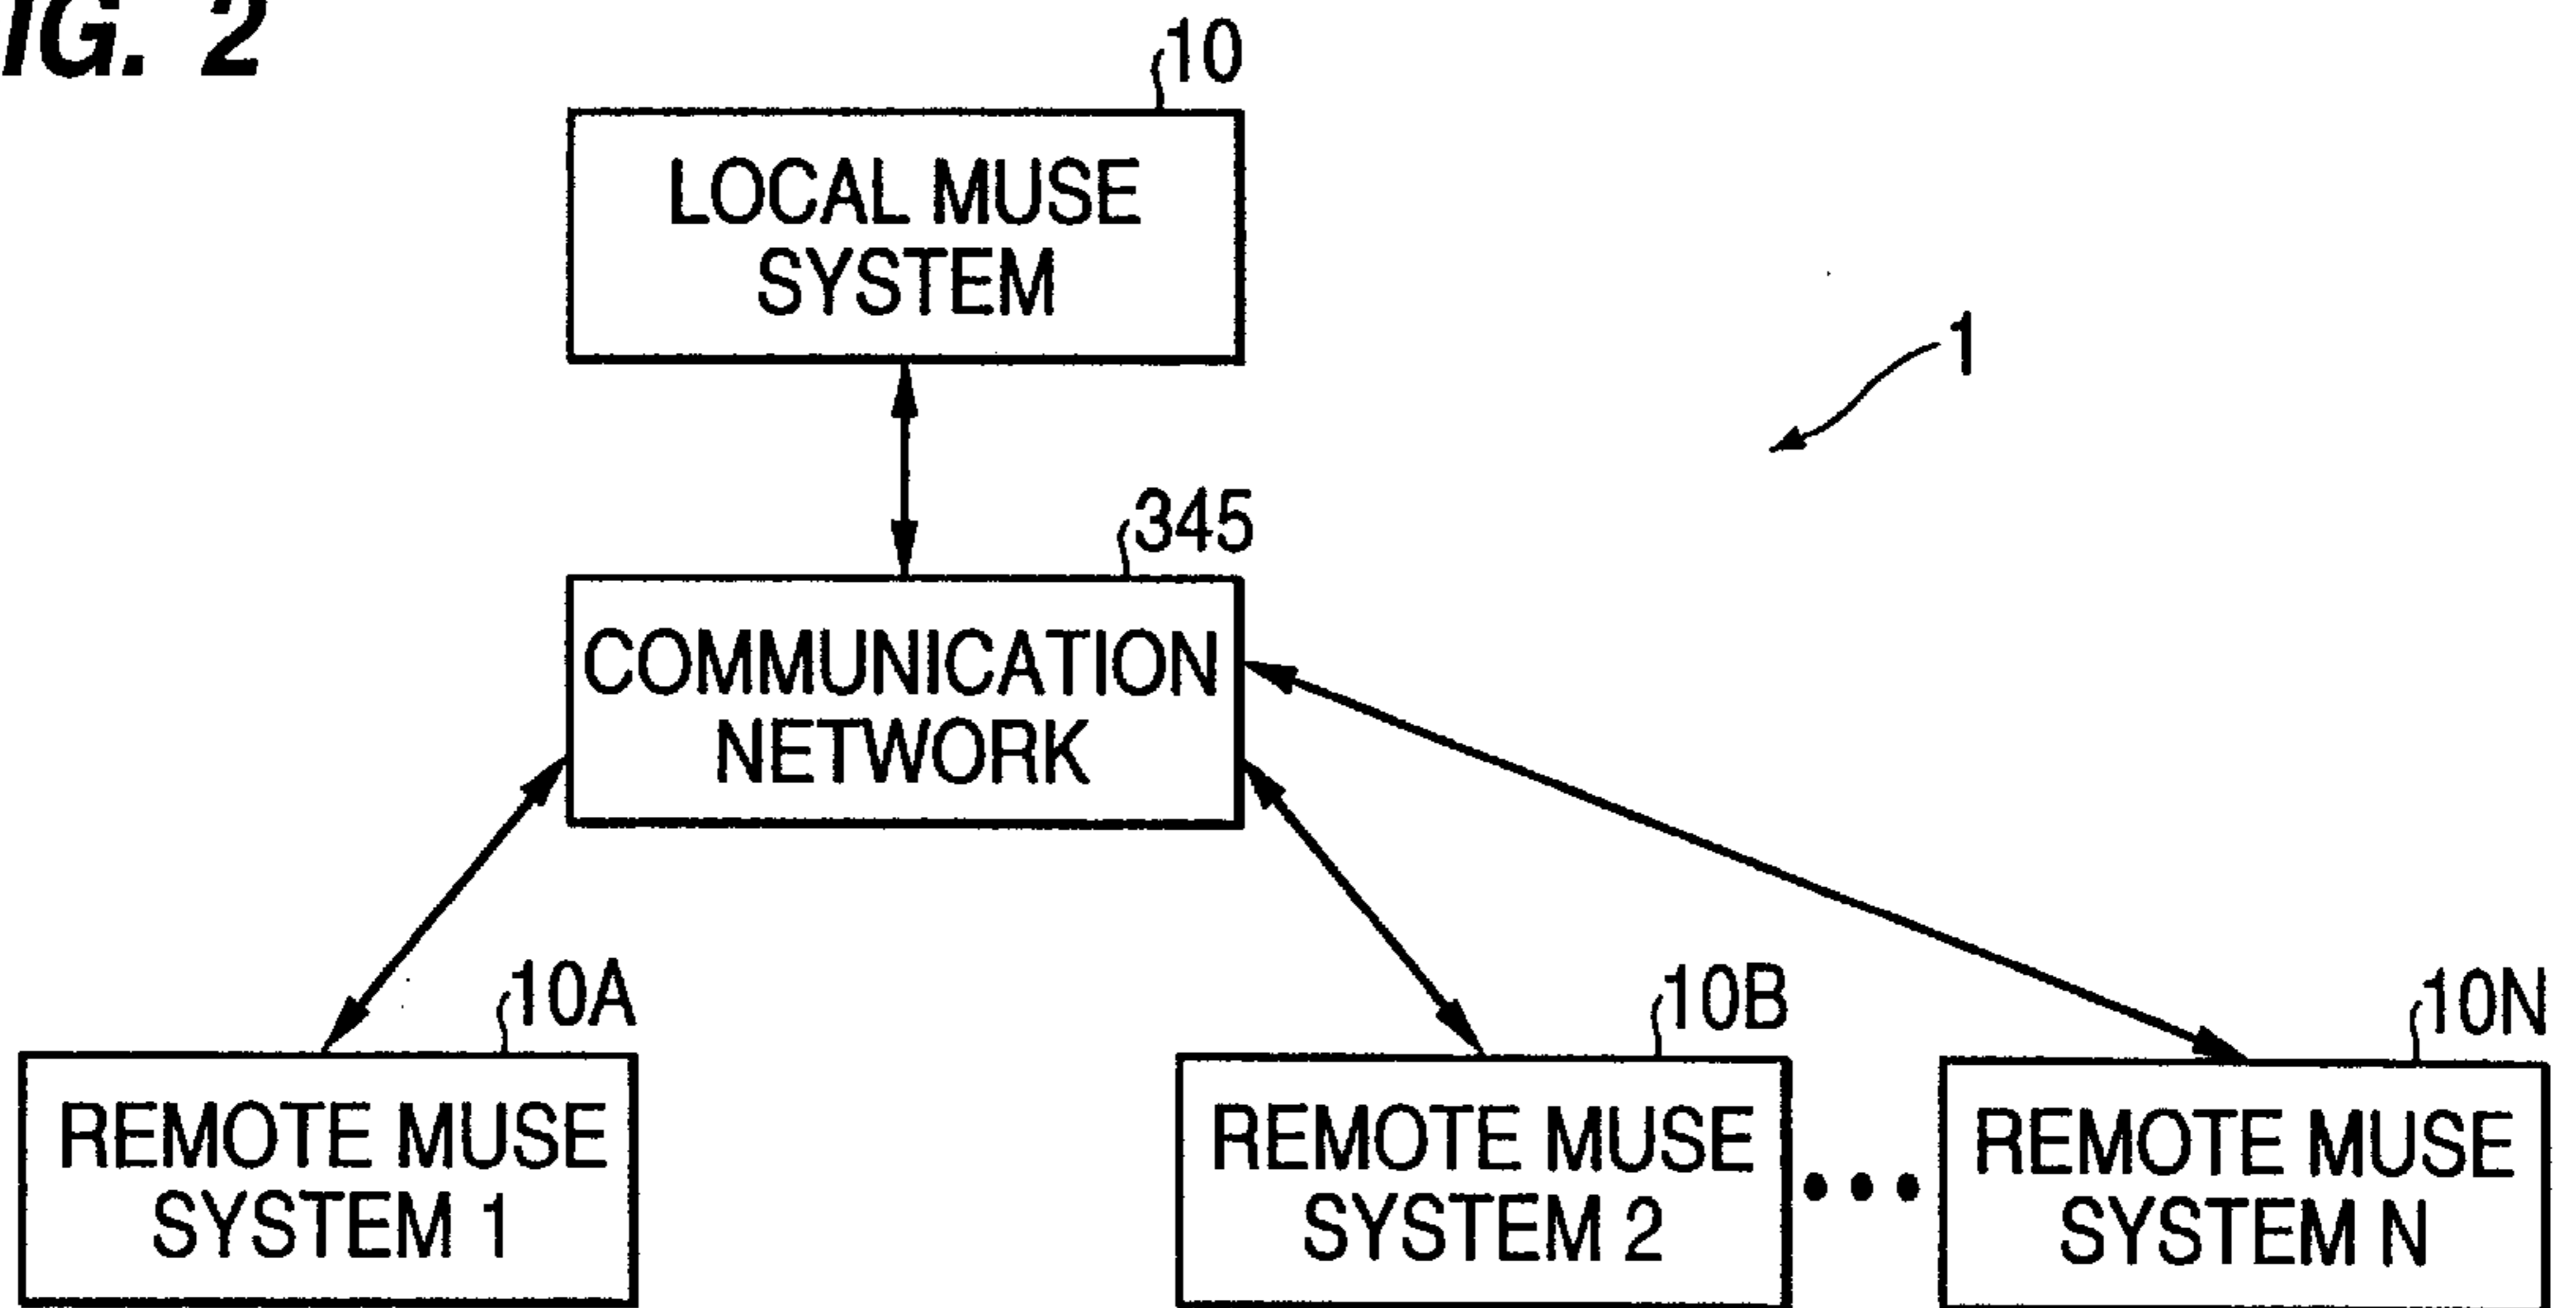 IG. 2
10
LOCAL MUSE
SYSTEM
1
345
COMMUNICATION
NETWORK
10A
REMOTE MUSE
SYSTEM 1
10B
REMOTE MUSE
SYSTEM 2
10N
REMOTE MUSE
SYSTEM N